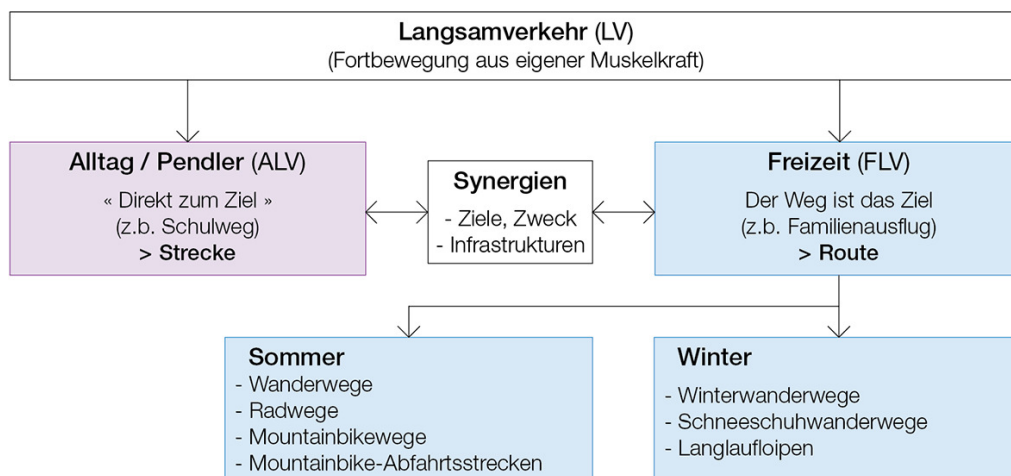 Langsamverkehr (LV)
(Fortbewegung aus eigener Muskelkraft)
Alltag / Pendler (ALV)
« Direkt zum Ziel »
(z.b. Schulweg)
> Strecke
Synergien
- Ziele, Zweck
- Infrastrukturen
Freizeit (FLV)
Der Weg ist das Ziel
(z.b. Familienausflug)
> Route
Sommer
- Wanderwege
- Radwege
- Mountainbikewege
- Mountainbike-Abfahrtsstrecken
Winter
- Winterwanderwege
- Schneeschuhwanderwege
- Langlaufloipen